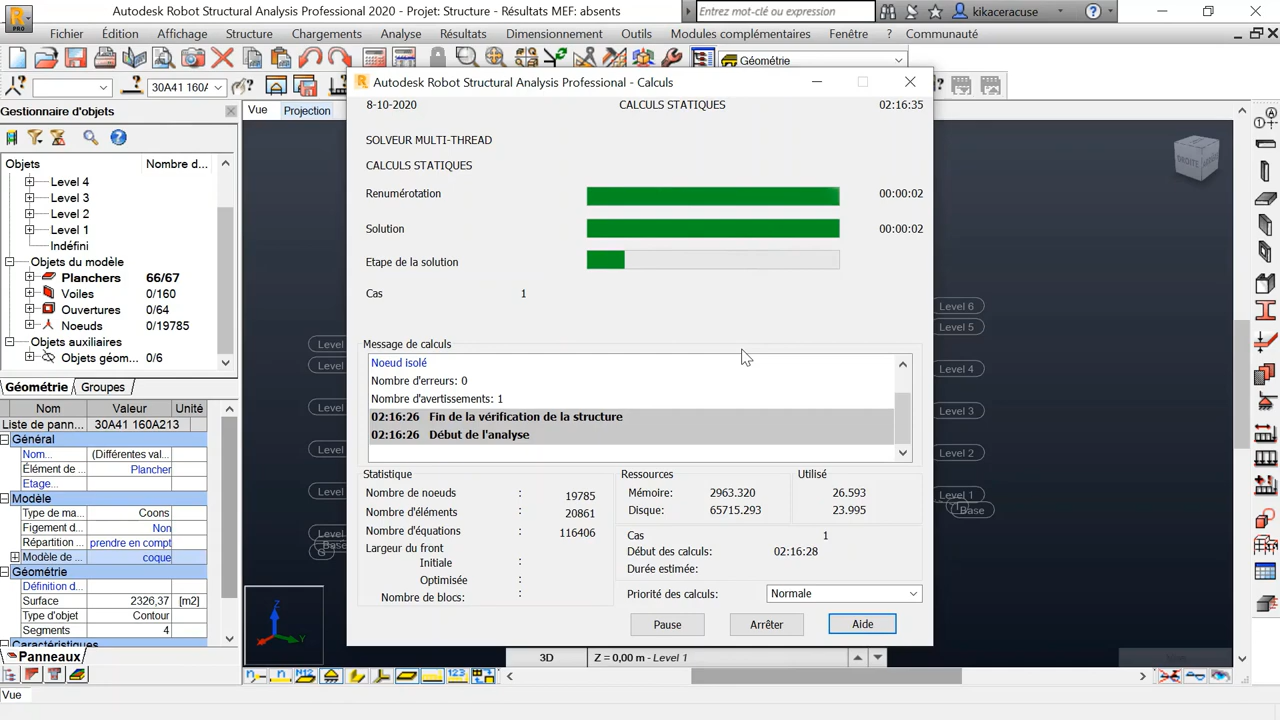 Autodesk Robot Structural Analysis Professional 2020 - Projet: Structure - Résultats MEF: absents
Entrez mot-clé ou expression
kikaceracuse
Fichier Édition Affichage Structure Chargements Analyse Résultats Dimensionnement Outils Modules complémentaires Fenêtre ? Communauté
Géométrie
30A41 160A
Gestionnaire d'objets
Vue Projection
Objets Nombre d...
Level 4
Level 3
Level 2
Level 1
Indéfini
Objets du modèle
Planchers 66/67
Voiles 0/160
Ouvertures 0/64
Noeuds 0/19785
Objets auxiliaires
Objets géom... 0/6
Géométrie Groupes
Nom Valeur Unité
Liste de pann... 30A41 160A213
Général
Nom... (Différentes val...
Élément de ... Plancher
Etage...
Modèle
Type de ma... Coons
Figement d... Non
Répartition ... prendre en compt
Modèle de ... coque
Géométrie
Définition d...
Surface 2326,37 [m2]
Type d'objet Contour
Segments 4
Caractéristiques
Panneaux
Vue
Autodesk Robot Structural Analysis Professional - Calculs
8-10-2020 CALCULS STATIQUES 02:16:35
SOLVEUR MULTI-THREAD
CALCULS STATIQUES
Renumérotation 00:00:02
Solution 00:00:02
Etape de la solution
Cas 1
Message de calculs
Noeud isolé
Nombre d'erreurs: 0
Nombre d'avertissements: 1
02:16:26 Fin de la vérification de la structure
02:16:26 Début de l'analyse
Statistique
Nombre de noeuds : 19785
Nombre d'éléments : 20861
Nombre d'équations : 116406
Largeur du front
Initiale :
Optimisée :
Nombre de blocs: :
Ressources Utilisé
Mémoire: 2963.320 26.593
Disque: 65715.293 23.995
Cas 1
Début des calculs: 02:16:28
Durée estimée:
Priorité des calculs: Normale
Pause Arrêter Aide
Level
Level
Level
Level
Level
Level
Level 6
Level 5
Level 4
Level 3
Level 2
Level 1
Base
DROITE
Z
Y
X
3D Z = 0,00 m - Level 1